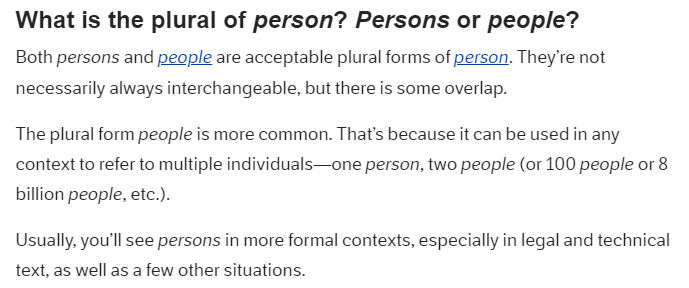 What is the plural of person? Persons or people?
Both persons and people are acceptable plural forms of person. They’re not
necessarily always interchangeable, but there is some overlap.
The plural form people is more common. That’s because it can be used in any
context to refer to multiple individuals—one person, two people (or 100 people or 8
billion people, etc.).
Usually, you’ll see persons in more formal contexts, especially in legal and technical
text, as well as a few other situations.